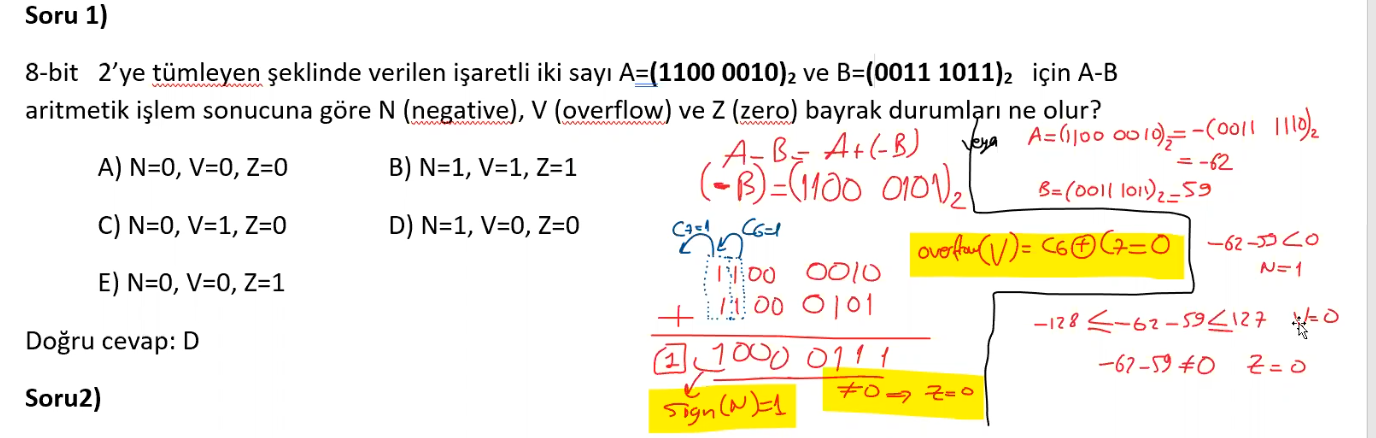 Soru 1)
8-bit 2’ye tümleyen şeklinde verilen işaretli iki sayı A=(1100 0010)₂ ve B=(0011 1011)₂ için A-B
aritmetik işlem sonucuna göre N (negative), V (overflow) ve Z (zero) bayrak durumları ne olur?
A) N=0, V=0, Z=0
B) N=1, V=1, Z=1
C) N=0, V=1, Z=0
D) N=1, V=0, Z=0
E) N=0, V=0, Z=1
Doğru cevap: D
Soru2)
A-B= A+(-B)
(-B)=(1100 0101)₂
C7=1 C6=1
1100 0010
+ 1100 0101
1 1000 0111
sign(N)=1
≠0 ⇒ Z=0
overflow(V)= C6⊕C7=0
veya
A=(1100 0010)₂=-(0011 1110)₂
= -62
B=(0011 1011)₂=59
-62-59<0
N=1
-128≤-62-59≤127 V=0
-62-59≠0 Z=0